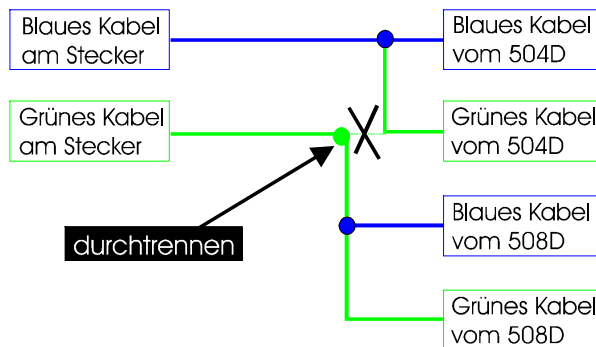 Blaues Kabel
am Stecker
Blaues Kabel
vom 504D
Grünes Kabel
am Stecker
Grünes Kabel
vom 504D
durchtrennen
Blaues Kabel
vom 508D
Grünes Kabel
vom 508D